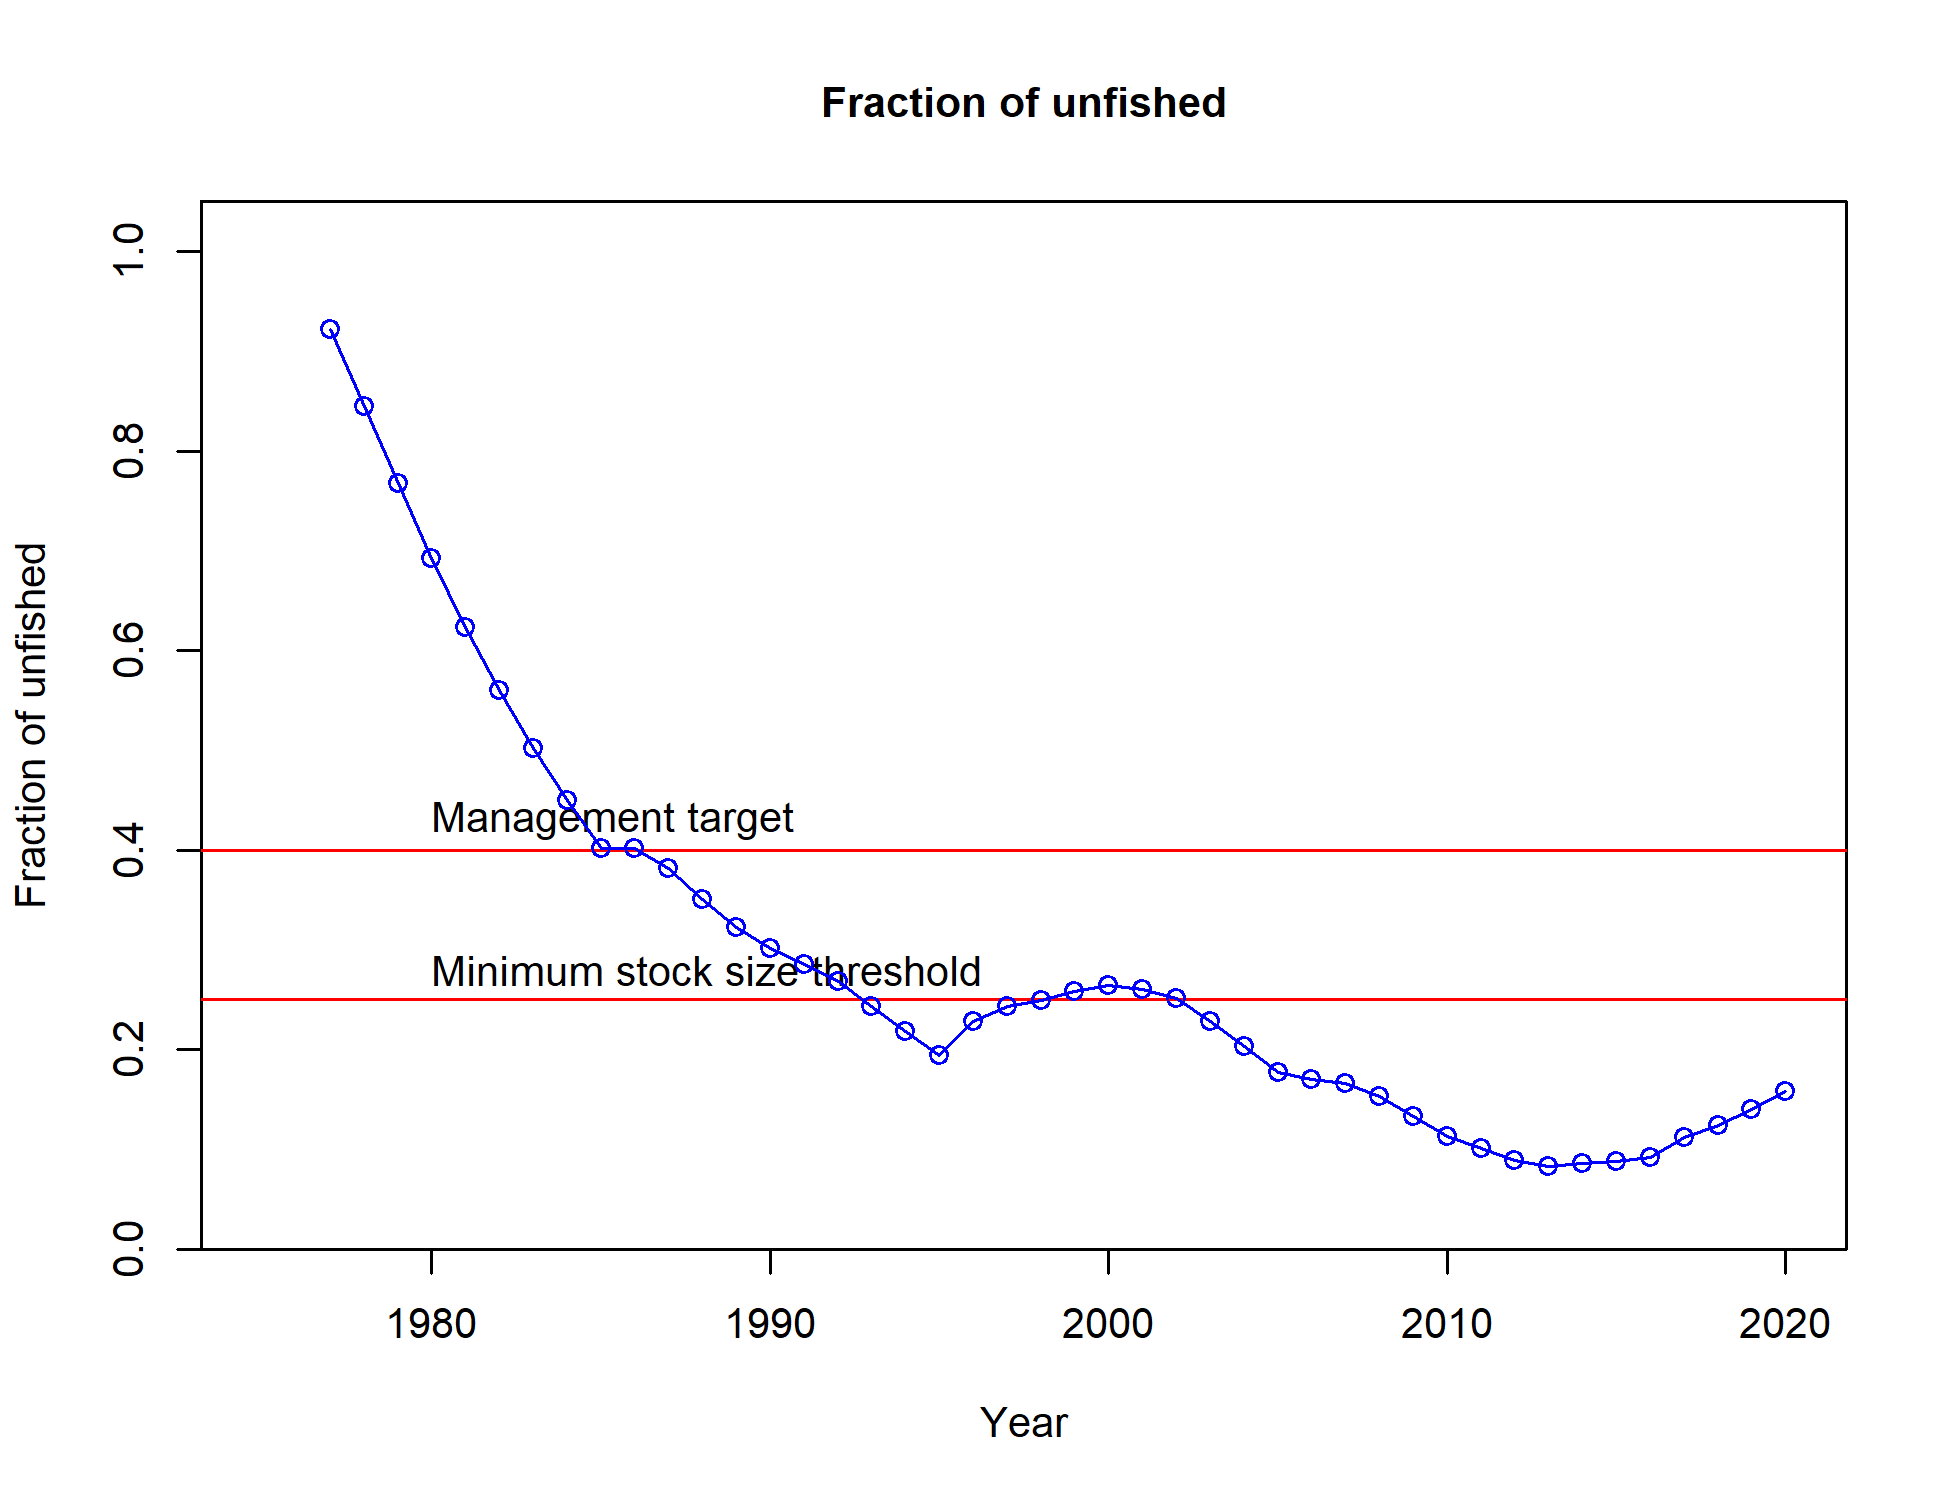 Fraction of unfished
Fraction of unfished
1.0
0.8
0.6
0.4
0.2
0.0
Management target
Minimum stock size threshold
1980 1990 2000 2010 2020
Year